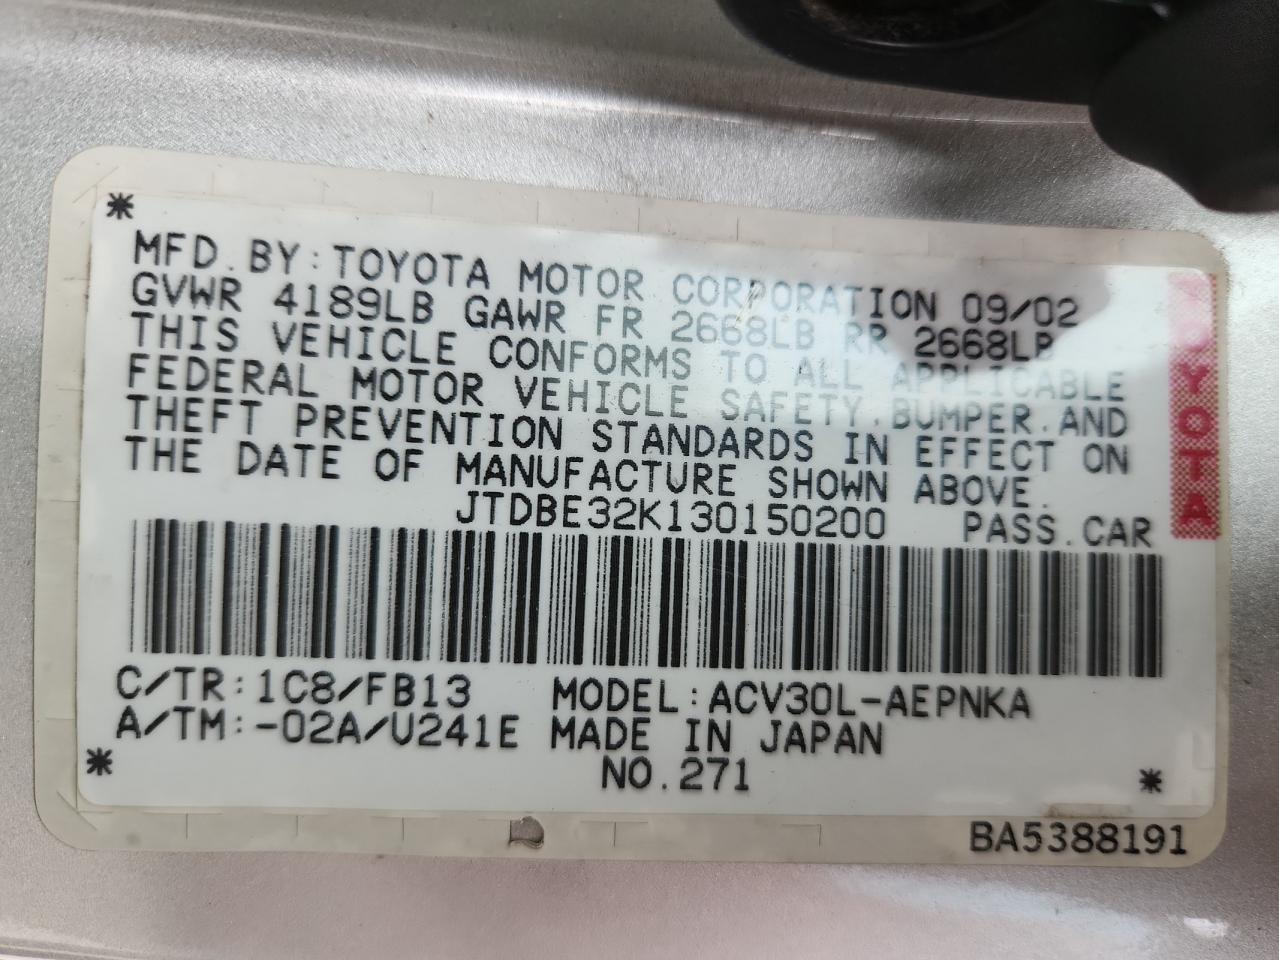 *
MFD.BY:TOYOTA MOTOR CORPORATION 09/02
GVWR 4189LB GAWR FR 2668LB RR 2668LB
THIS VEHICLE CONFORMS TO ALL APPLICABLE
FEDERAL MOTOR VEHICLE SAFETY,BUMPER,AND
THEFT PREVENTION STANDARDS IN EFFECT ON
THE DATE OF MANUFACTURE SHOWN ABOVE.
JTDBE32K130150200 PASS.CAR
TOYOTA
C/TR:1C8/FB13 MODEL:ACV30L-AEPNKA
A/TM:-02A/U241E MADE IN JAPAN
* NO.271 *
BA5388191